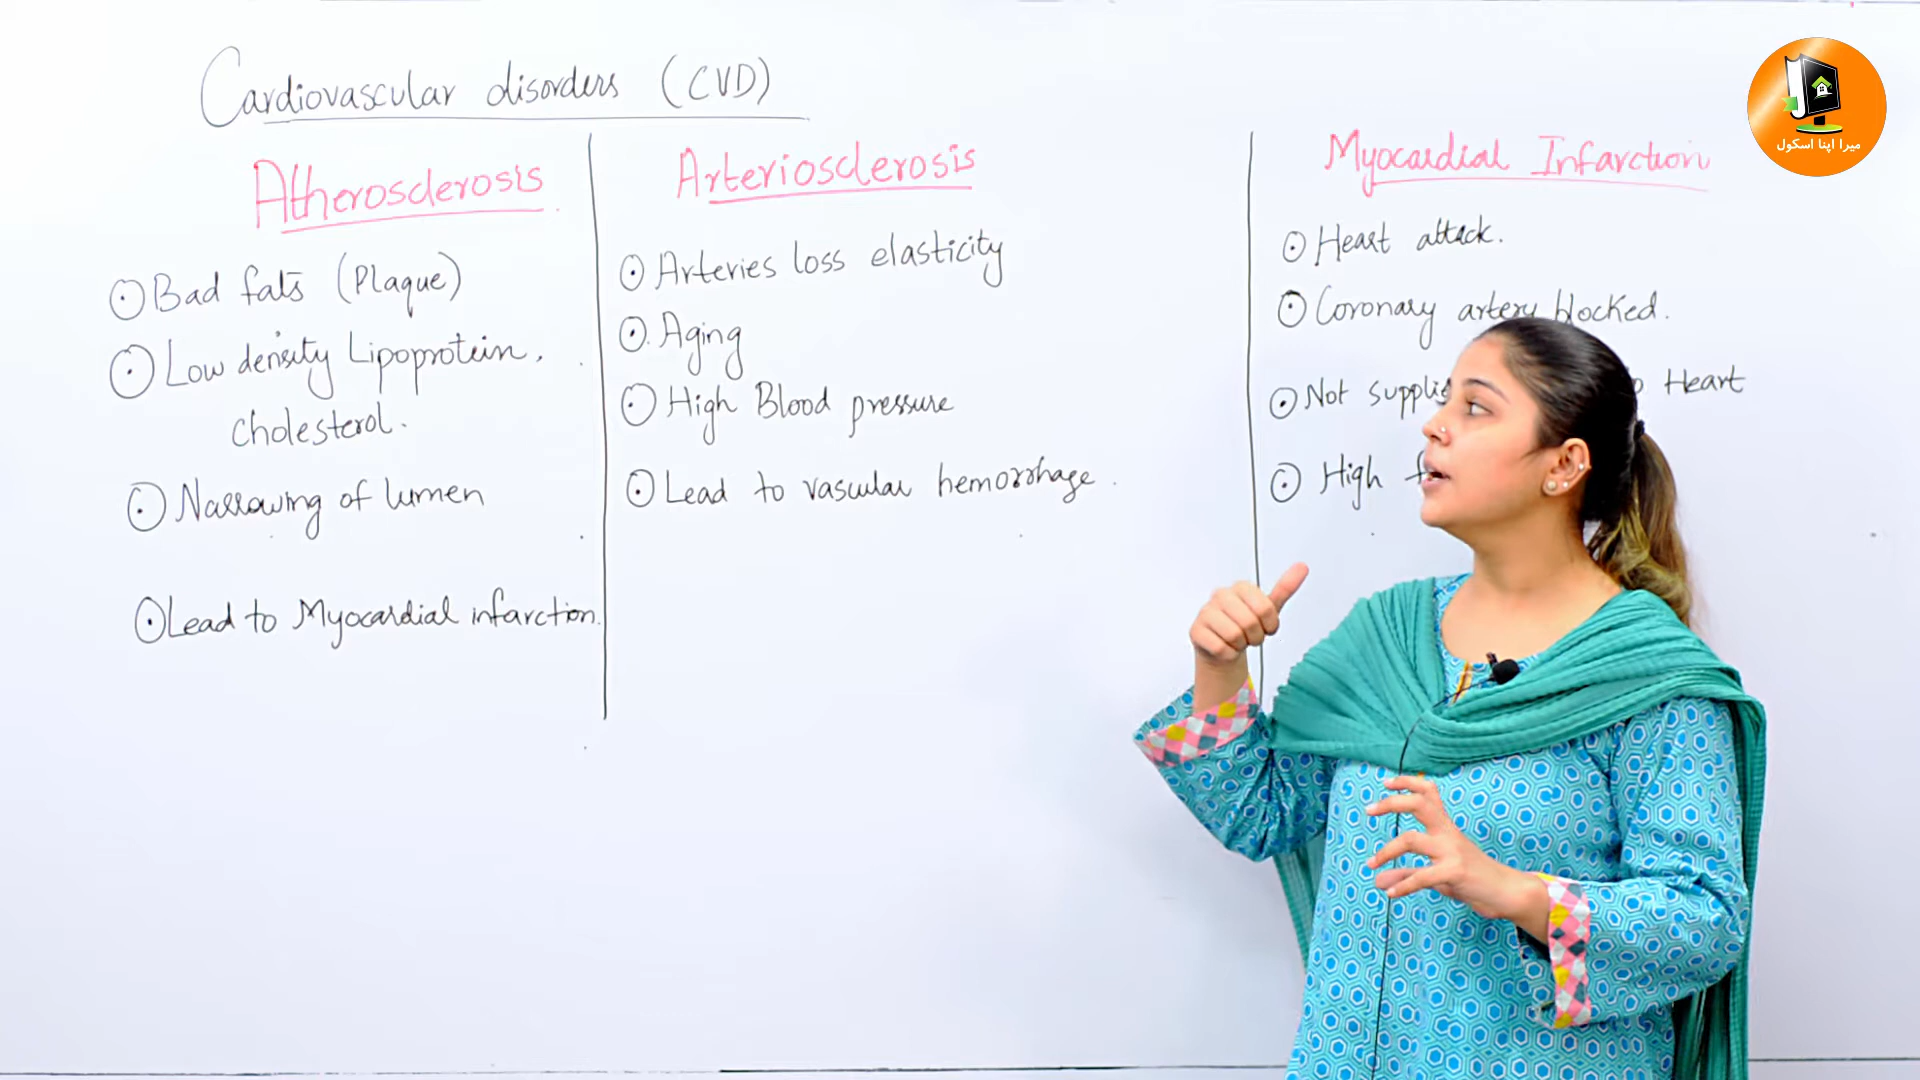 Cardiovascular disorders (CVD)
Atherosclerosis
Bad fats (Plaque)
Low density Lipoprotein.
cholesterol.
Narrowing of lumen
Lead to Myocardial infarction.
Arteriosclerosis
Arteries loss elasticity
Aging
High Blood pressure
Lead to vascular hemorrhage.
Myocardial Infarction
Heart attack.
Coronary artery blocked.
Not Heart
High
میرا اپنا اسکول